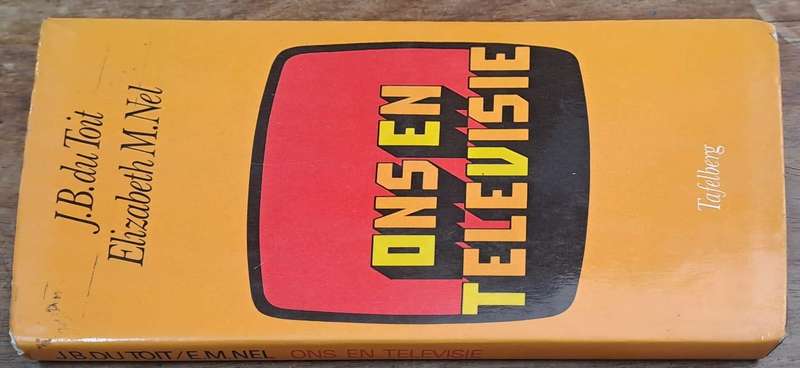 J.B. du Toit
Elizabeth M. Nel
ONS EN
TELEVISIE
Tafelberg
J.B. DU TOIT/E.M. NEL ONS EN TELEVISIE